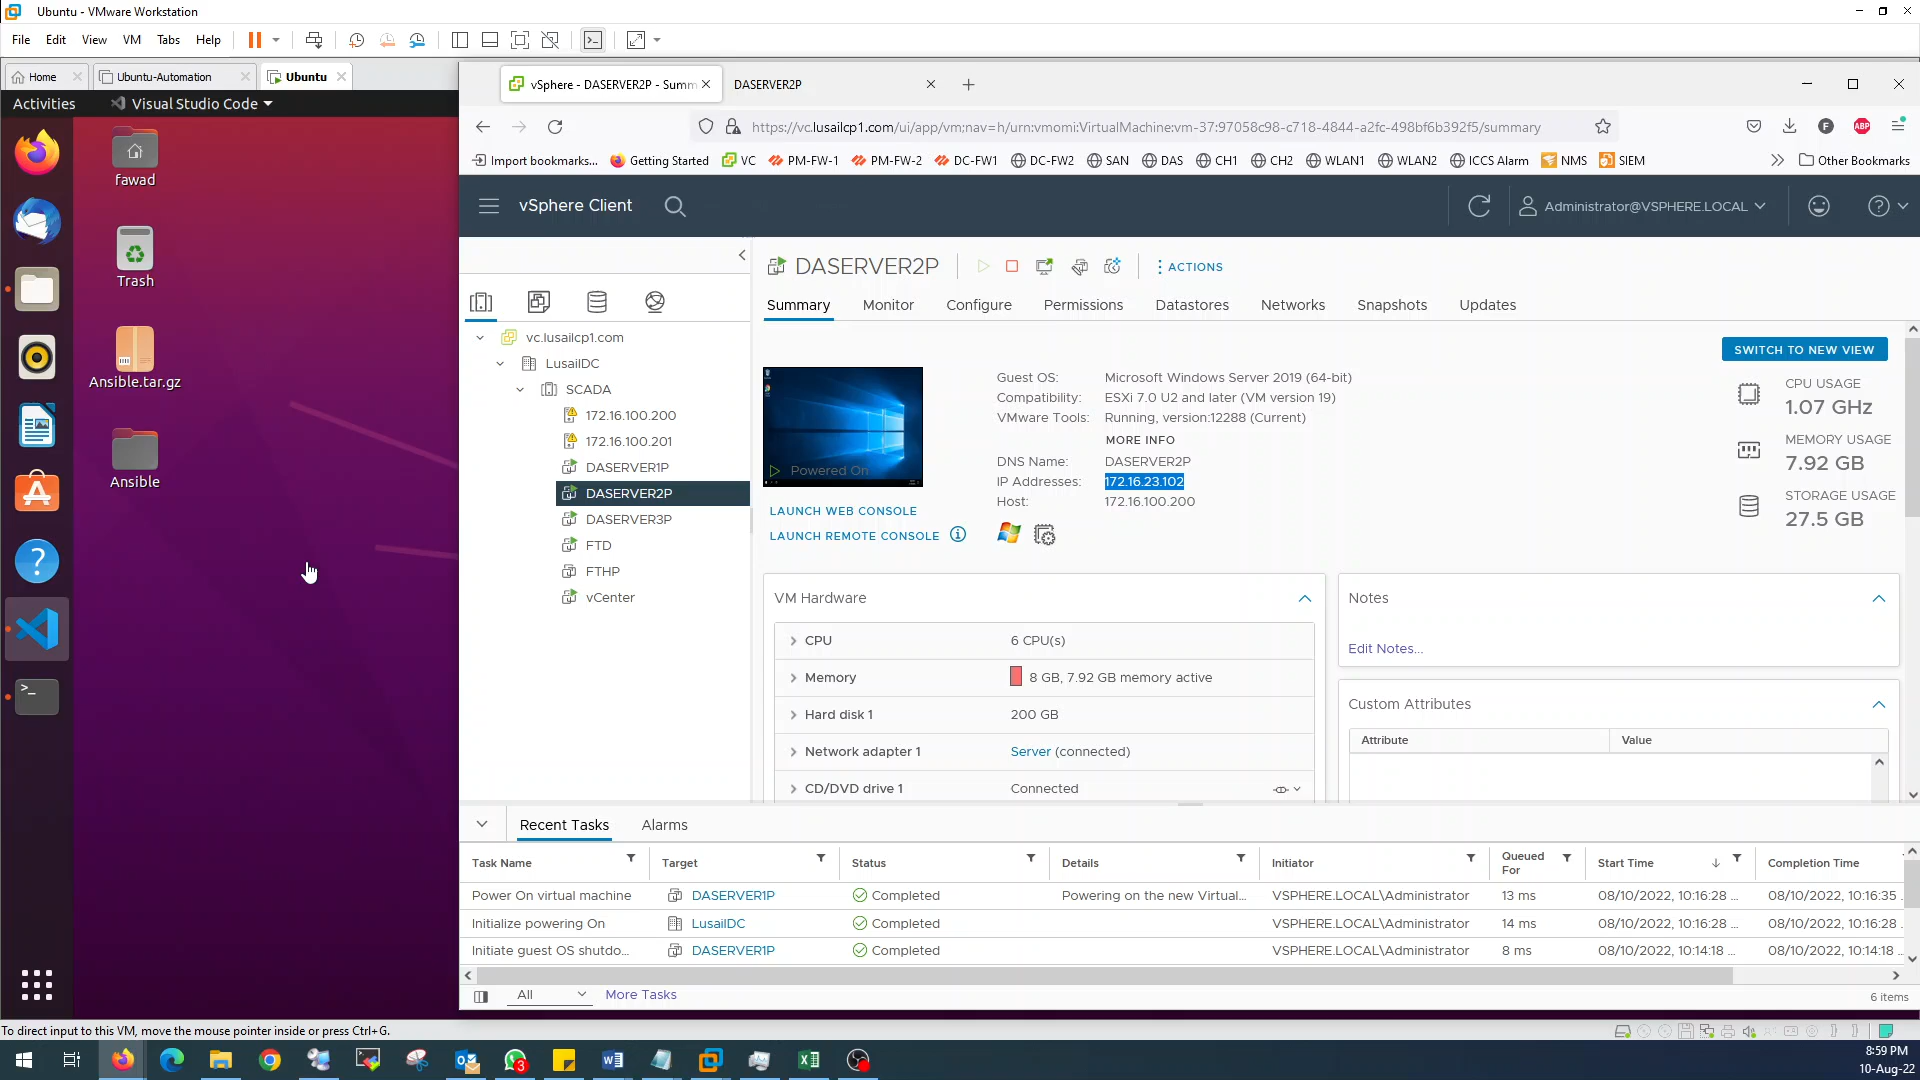 Ubuntu - VMware Workstation
File Edit View VM Tabs Help
Home Ubuntu-Automation Ubuntu
Activities Visual Studio Code
fawad
Trash
Ansible.tar.gz
Ansible
vSphere - DASERVER2P - Summ DASERVER2P
https://vc.lusailcp1.com/ui/app/vm;nav=h/urn:vmomi:VirtualMachine:vm-37:97058c98-c718-4844-a2fc-498bf6b392f5/summary
F ABP
Import bookmarks... Getting Started VC PM-FW-1 PM-FW-2 DC-FW1 DC-FW2 SAN DAS CH1 CH2 WLAN1 WLAN2 ICCS Alarm NMS SIEM Other Bookmarks
vSphere Client Administrator@VSPHERE.LOCAL
vc.lusailcp1.com
LusailDC
SCADA
172.16.100.200
172.16.100.201
DASERVER1P
DASERVER2P
DASERVER3P
FTD
FTHP
vCenter
DASERVER2P ACTIONS
Summary Monitor Configure Permissions Datastores Networks Snapshots Updates
SWITCH TO NEW VIEW
Powered On
LAUNCH WEB CONSOLE
LAUNCH REMOTE CONSOLE
Guest OS: Microsoft Windows Server 2019 (64-bit)
Compatibility: ESXi 7.0 U2 and later (VM version 19)
VMware Tools: Running, version:12288 (Current)
MORE INFO
DNS Name: DASERVER2P
IP Addresses: 172.16.23.102
Host: 172.16.100.200
CPU USAGE
1.07 GHz
MEMORY USAGE
7.92 GB
STORAGE USAGE
27.5 GB
VM Hardware
CPU 6 CPU(s)
Memory 8 GB, 7.92 GB memory active
Hard disk 1 200 GB
Network adapter 1 Server (connected)
CD/DVD drive 1 Connected
Notes
Edit Notes...
Custom Attributes
Attribute Value
Recent Tasks Alarms
Task Name Target Status Details Initiator Queued For Start Time Completion Time
Power On virtual machine DASERVER1P Completed Powering on the new Virtual... VSPHERE.LOCAL\Administrator 13 ms 08/10/2022, 10:16:28 ... 08/10/2022, 10:16:35 ...
Initialize powering On LusailDC Completed VSPHERE.LOCAL\Administrator 14 ms 08/10/2022, 10:16:28 ... 08/10/2022, 10:16:28 ...
Initiate guest OS shutdo... DASERVER1P Completed VSPHERE.LOCAL\Administrator 8 ms 08/10/2022, 10:14:18 ... 08/10/2022, 10:14:18 ...
All More Tasks 6 items
To direct input to this VM, move the mouse pointer inside or press Ctrl+G.
3
8:59 PM
10-Aug-22